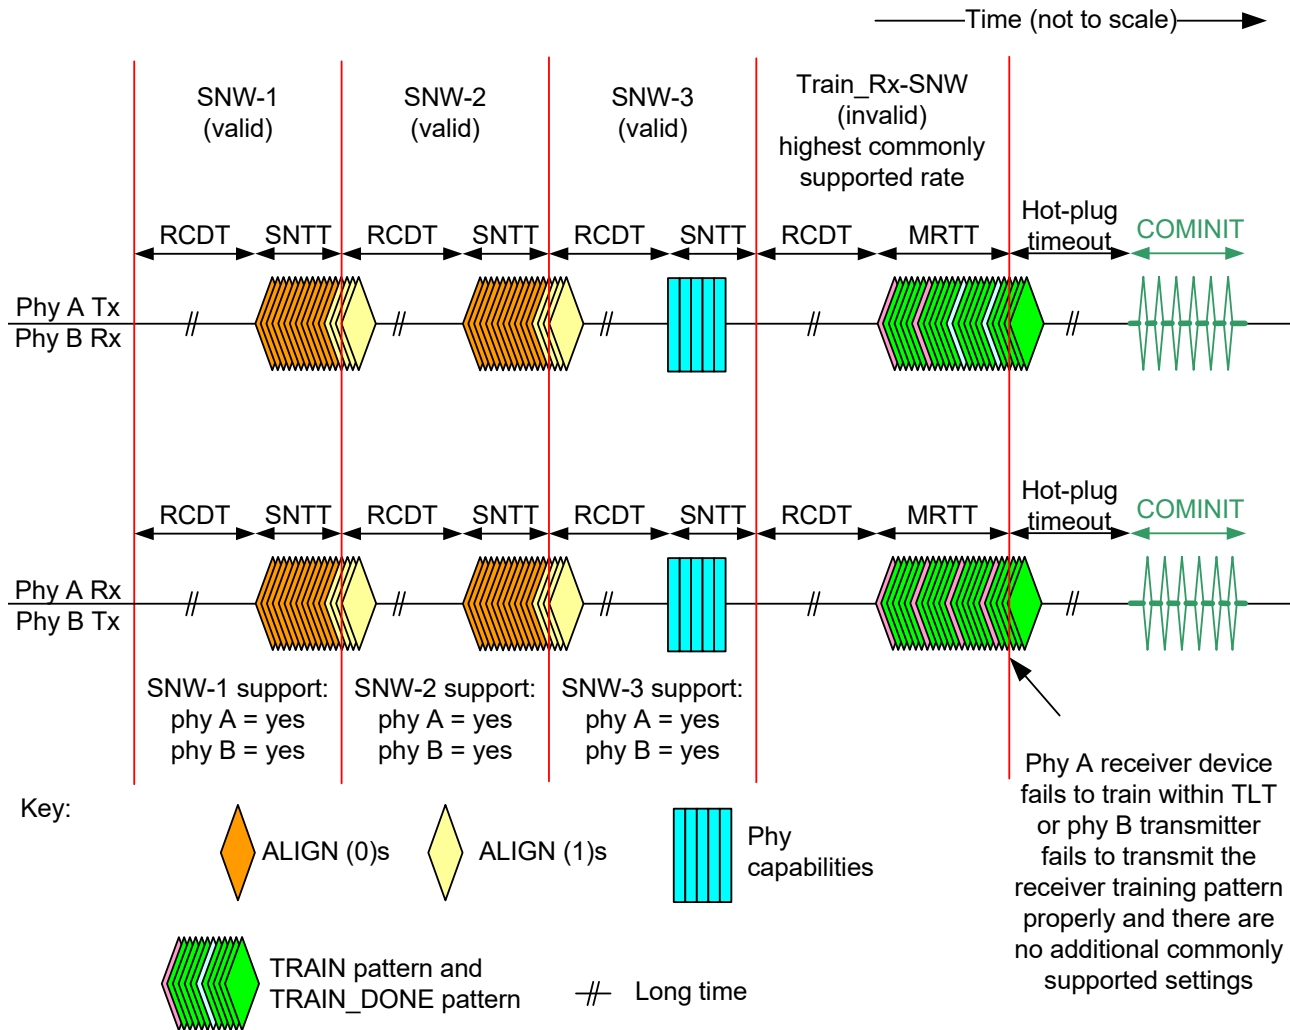 Time (not to scale)
SNW-1
(valid)
SNW-2
(valid)
SNW-3
(valid)
Train_Rx-SNW
(invalid)
highest commonly
supported rate
RCDT
SNTT
RCDT
SNTT
RCDT
SNTT
RCDT
MRTT
Hot-plug
timeout
COMINIT
Phy A Tx
Phy B Rx
RCDT
SNTT
RCDT
SNTT
RCDT
SNTT
RCDT
MRTT
Hot-plug
timeout
COMINIT
Phy A Rx
Phy B Tx
SNW-1 support:
phy A = yes
phy B = yes
SNW-2 support:
phy A = yes
phy B = yes
SNW-3 support:
phy A = yes
phy B = yes
Phy A receiver device
fails to train within TLT
or phy B transmitter
fails to transmit the
receiver training pattern
properly and there are
no additional commonly
supported settings
Key:
ALIGN (0)s
ALIGN (1)s
Phy
capabilities
TRAIN pattern and
TRAIN_DONE pattern
Long time